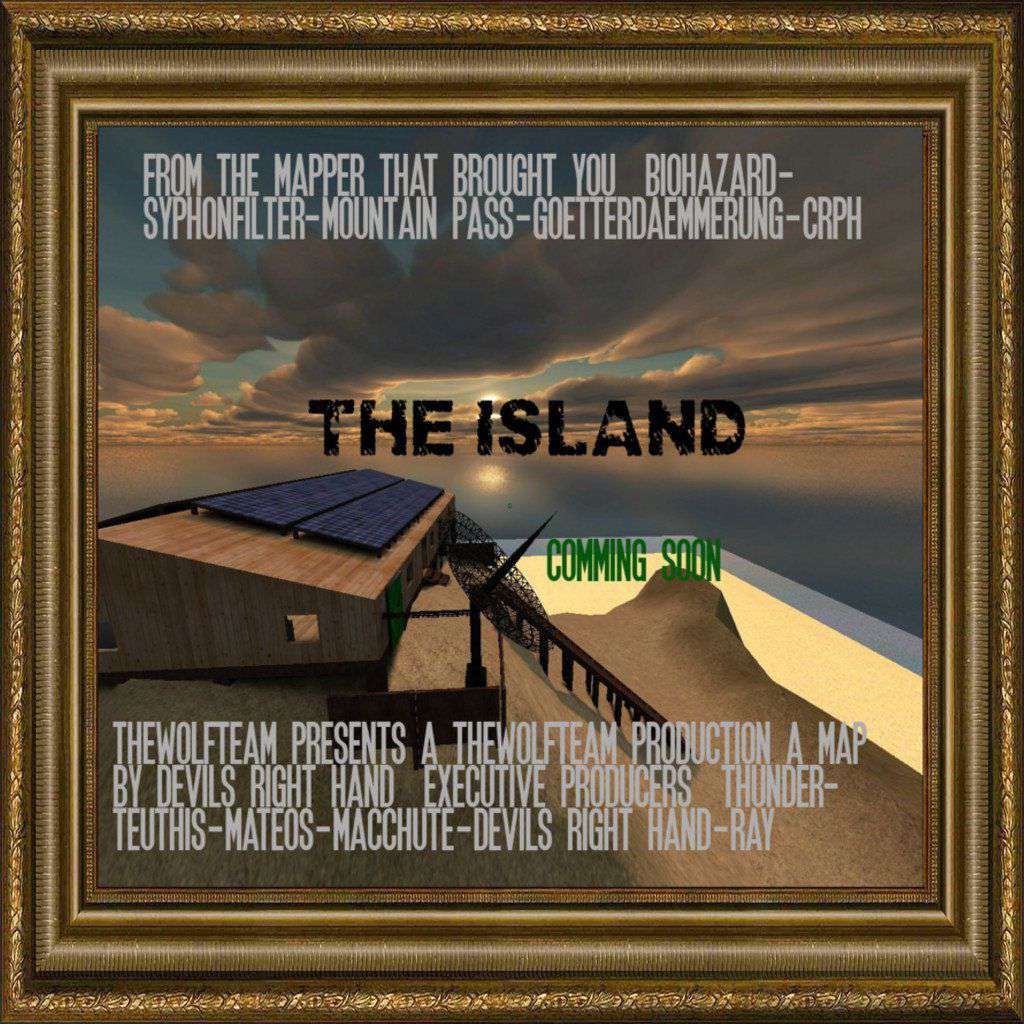 FROM THE MAPPER THAT BROUGHT YOU BIOHAZARD-
SYPHONFILTER-MOUNTAIN PASS-GOETTERDAEMMERUNG-CRPH
THE ISLAND
COMMING SOON
THEWOLFTEAM PRESENTS A THEWOLFTEAM PRODUCTION A MAP
BY DEVILS RIGHT HAND EXECUTIVE PRODUCERS THUNDER-
TEUTHIS-MATEOS-MACCHUTE-DEVILS RIGHT HAND-RAY